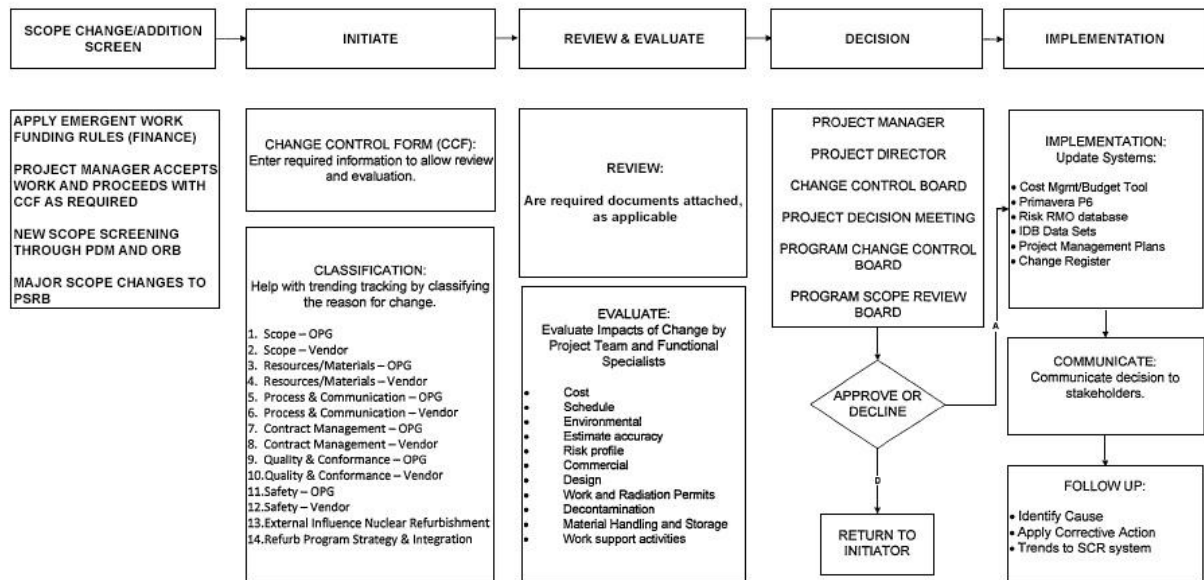 SCOPE CHANGE/ADDITION
SCREEN
INITIATE
REVIEW & EVALUATE
DECISION
IMPLEMENTATION
APPLY EMERGENT WORK
FUNDING RULES (FINANCE)
PROJECT MANAGER ACCEPTS
WORK AND PROCEEDS WITH
CCF AS REQUIRED
NEW SCOPE SCREENING
THROUGH PDM AND ORB
MAJOR SCOPE CHANGES TO
PSRB
CHANGE CONTROL FORM (CCF):
Enter required information to allow review
and evaluation.
CLASSIFICATION:
Help with trending tracking by classifying
the reason for change.
1. Scope – OPG
2. Scope – Vendor
3. Resources/Materials – OPG
4. Resources/Materials – Vendor
5. Process & Communication – OPG
6. Process & Communication – Vendor
7. Contract Management – OPG
8. Contract Management – Vendor
9. Quality & Conformance – OPG
10. Quality & Conformance – Vendor
11. Safety – OPG
12. Safety – Vendor
13. External Influence Nuclear Refurbishment
14. Refurb Program Strategy & Integration
REVIEW:
Are required documents attached,
as applicable
EVALUATE:
Evaluate Impacts of Change by
Project Team and Functional
Specialists
• Cost
• Schedule
• Environmental
• Estimate accuracy
• Risk profile
• Commercial
• Design
• Work and Radiation Permits
• Decontamination
• Material Handling and Storage
• Work support activities
PROJECT MANAGER
PROJECT DIRECTOR
CHANGE CONTROL BOARD
PROJECT DECISION MEETING
PROGRAM CHANGE CONTROL
BOARD
PROGRAM SCOPE REVIEW
BOARD
APPROVE OR
DECLINE
A
D
RETURN TO
INITIATOR
IMPLEMENTATION:
Update Systems:
• Cost Mgmt/Budget Tool
• Primavera P6
• Risk RMO database
• IDB Data Sets
• Project Management Plans
• Change Register
COMMUNICATE:
Communicate decision to
stakeholders.
FOLLOW UP:
• Identify Cause
• Apply Corrective Action
• Trends to SCR system